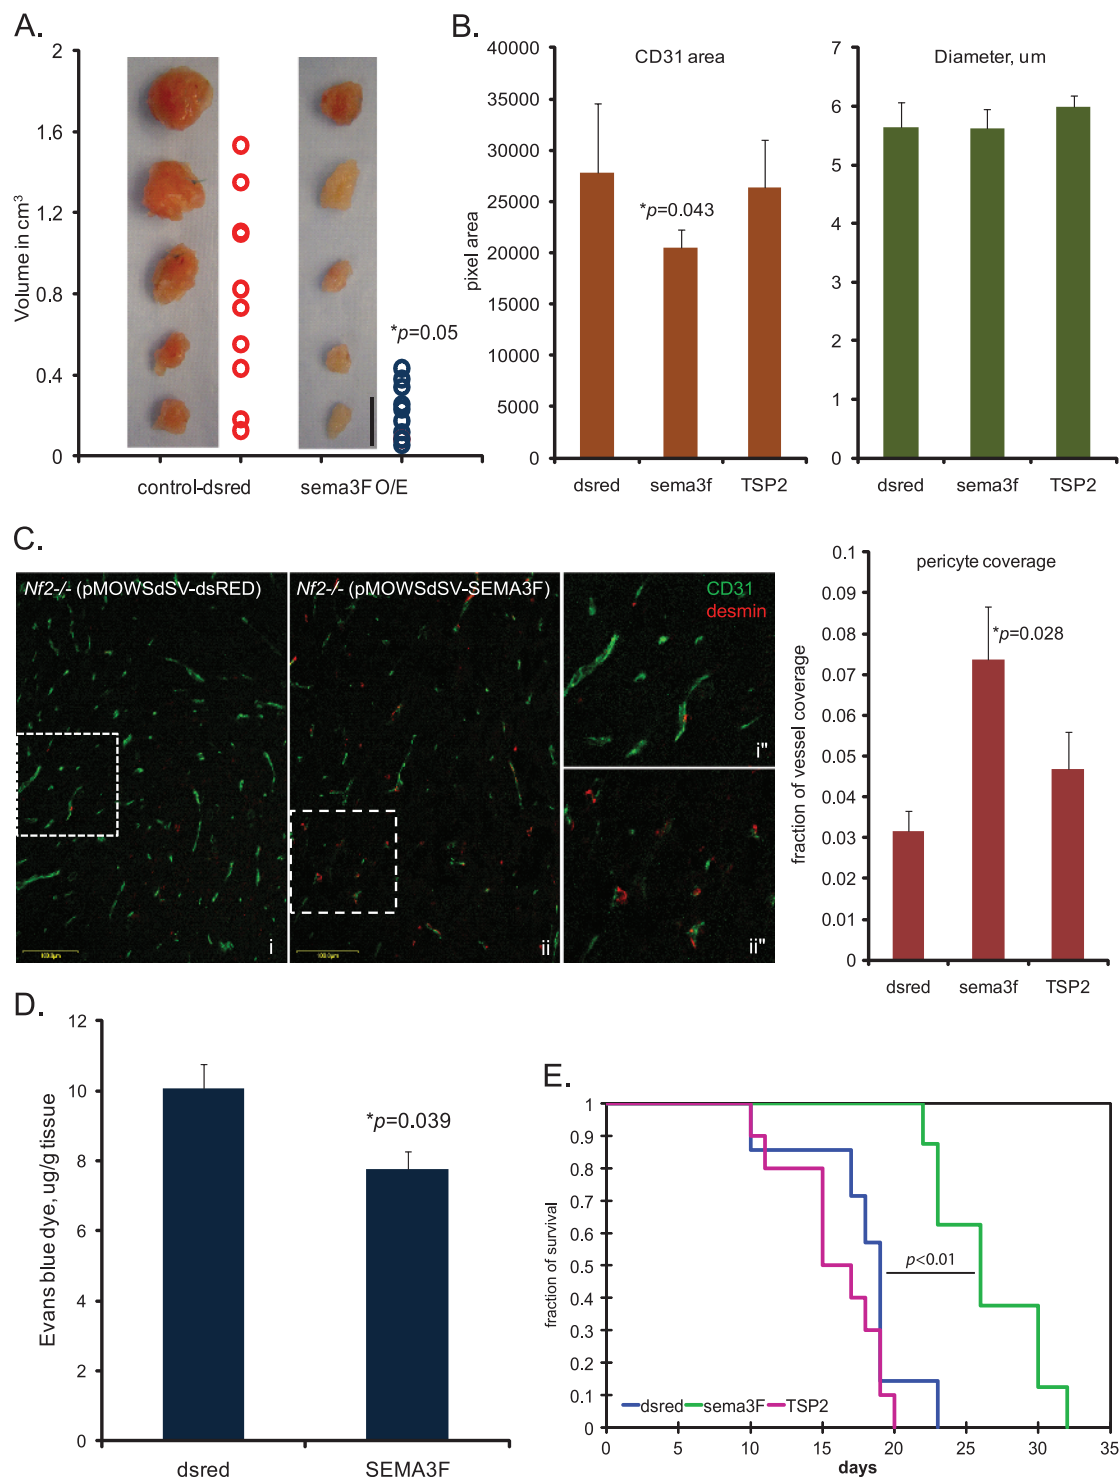 A.
Volume in cm³
2
1.6
1.2
0.8
0.4
0
*p=0.05
control-dsred
sema3F O/E
B.
pixel area
40000
35000
30000
25000
20000
15000
10000
5000
0
CD31 area
*p=0.043
dsred
sema3f
TSP2
7
6
5
4
3
2
1
0
Diameter, um
dsred
sema3f
TSP2
C.
Nf2-/- (pMOWSdSV-dsRED)
i
Nf2-/- (pMOWSdSV-SEMA3F)
ii
CD31
desmin
i"
ii"
100.0µm
100.0µm
fraction of vessel coverage
0.1
0.09
0.08
0.07
0.06
0.05
0.04
0.03
0.02
0.01
0
pericyte coverage
*p=0.028
dsred
sema3f
TSP2
D.
Evans blue dye, ug/g tissue
12
10
8
6
4
2
0
*p=0.039
dsred
SEMA3F
E.
fraction of survival
1
0.9
0.8
0.7
0.6
0.5
0.4
0.3
0.2
0.1
0
p<0.01
dsred
sema3F
TSP2
0
5
10
15
20
25
30
35
days